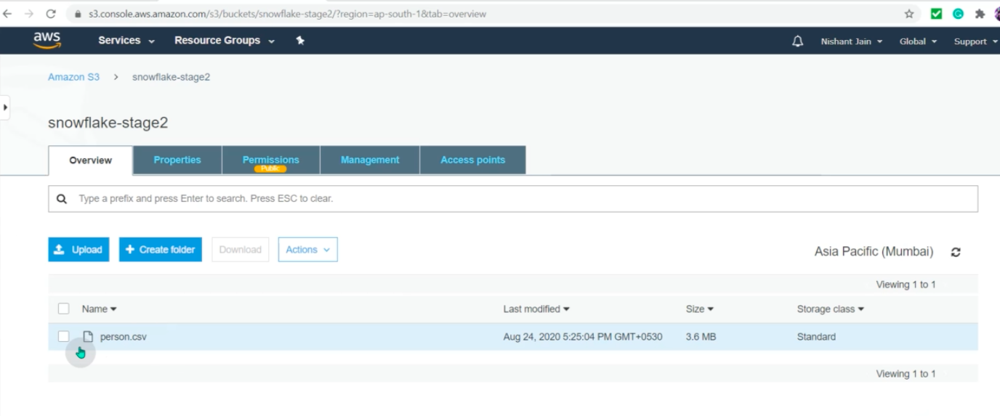 s3.console.aws.amazon.com/s3/buckets/snowflake-stage2/?region=ap-south-1&tab=overview
aws Services Resource Groups Nishant Jain Global Support
Amazon S3 > snowflake-stage2
snowflake-stage2
Overview Properties Permissions Management Access points
Public
Type a prefix and press Enter to search. Press ESC to clear.
Upload + Create folder Download Actions Asia Pacific (Mumbai)
Viewing 1 to 1
Name Last modified Size Storage class
person.csv Aug 24, 2020 5:25:04 PM GMT+0530 3.6 MB Standard
Viewing 1 to 1